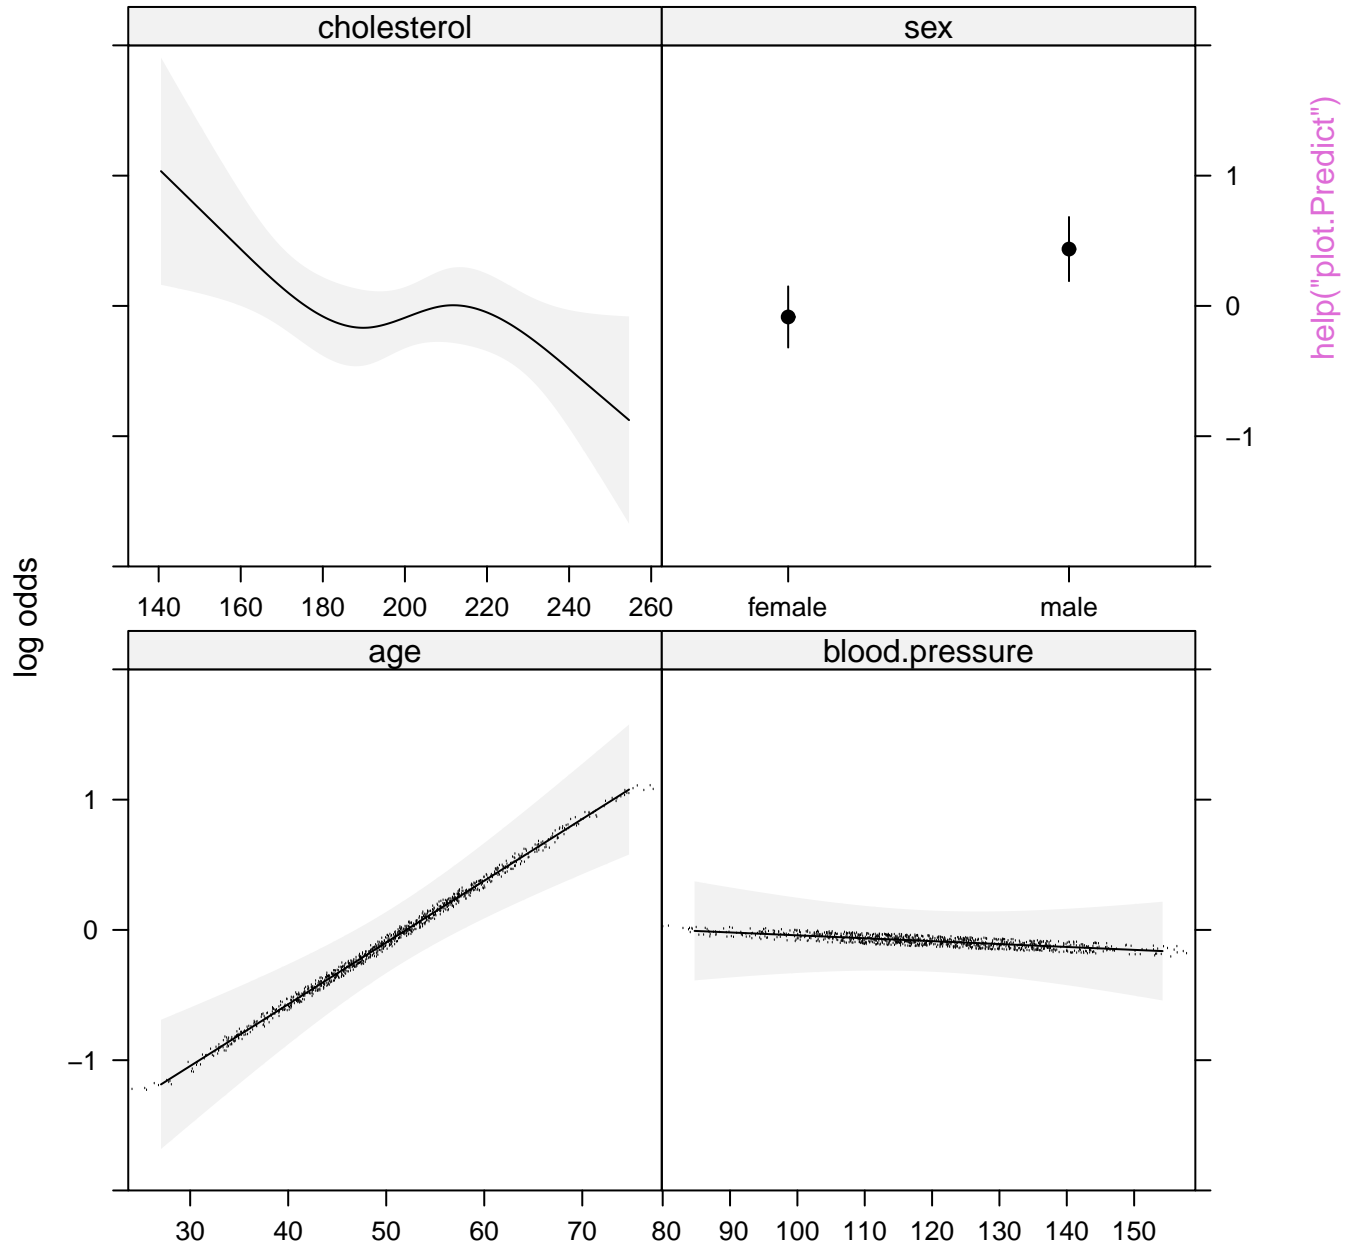 cholesterol
sex
1
0
−1
help("plot.Predict")
140 160 180 200 220 240 260
female male
log odds
age
blood.pressure
1
0
−1
30 40 50 60 70
80 90 100 110 120 130 140 150